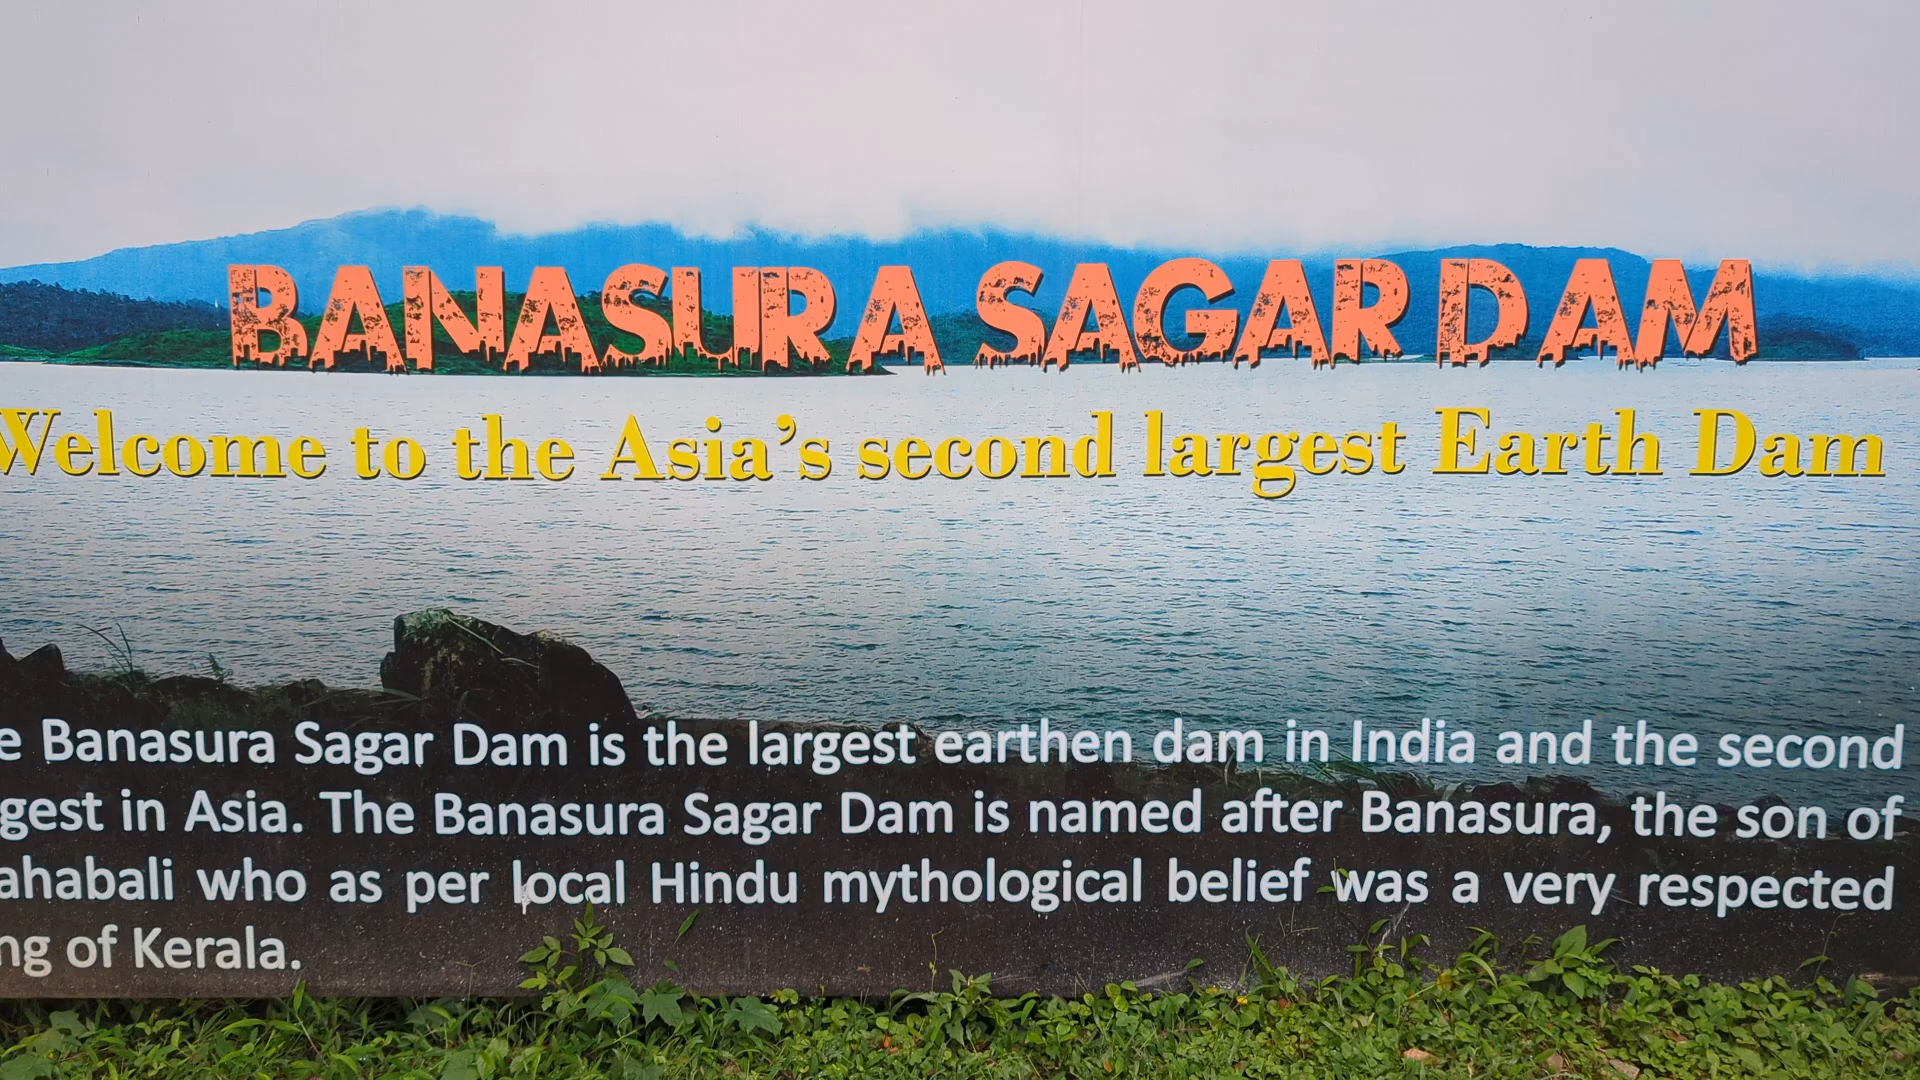 BANASURA SAGAR DAM
Welcome to the Asia's second largest Earth Dam
e Banasura Sagar Dam is the largest earthen dam in India and the second
gest in Asia. The Banasura Sagar Dam is named after Banasura, the son of
ahabali who as per local Hindu mythological belief was a very respected
ng of Kerala.